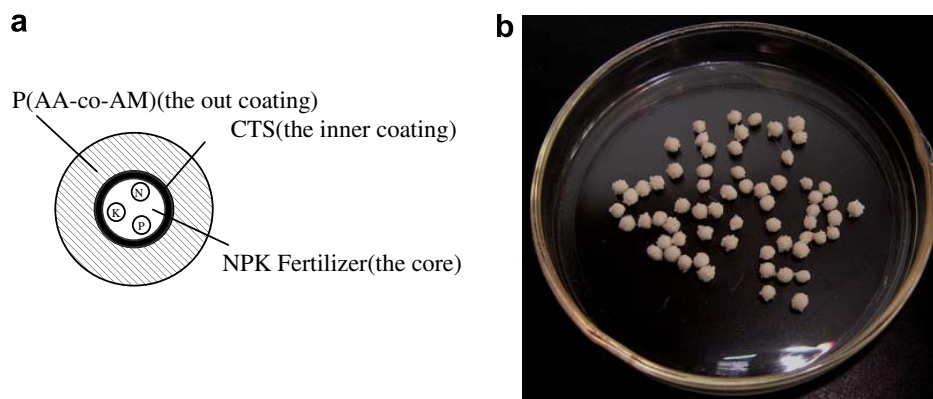 a
b
P(AA-co-AM)(the out coating)
CTS(the inner coating)
N
K
P
NPK Fertilizer(the core)